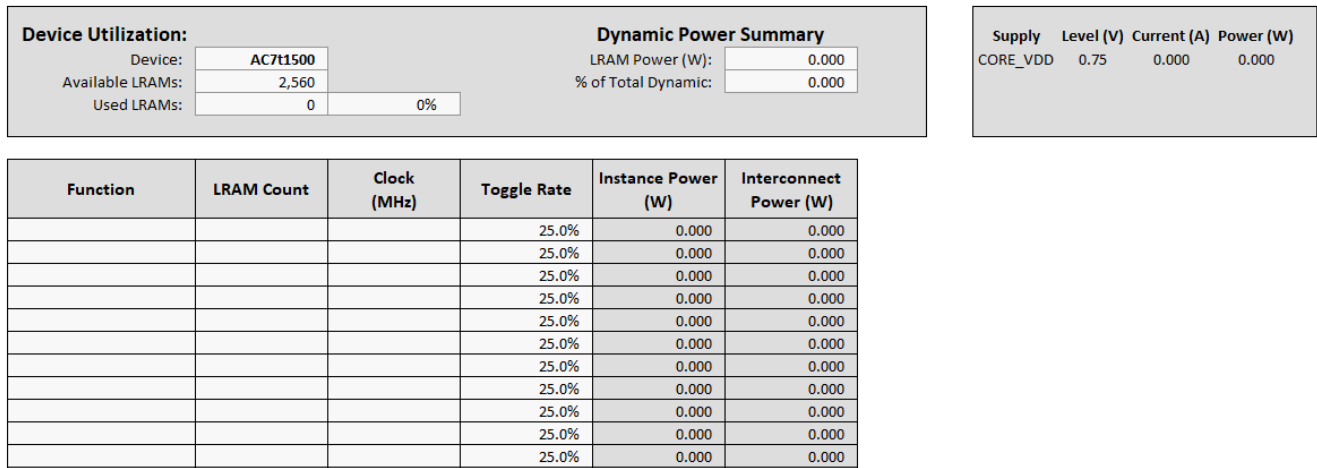 Device Utilization:
Device: AC7t1500
Available LRAMs: 2,560
Used LRAMs: 0 0%
Dynamic Power Summary
LRAM Power (W): 0.000
% of Total Dynamic: 0.000
Supply Level (V) Current (A) Power (W)
CORE_VDD 0.75 0.000 0.000
Function LRAM Count Clock (MHz) Toggle Rate Instance Power (W) Interconnect Power (W)
25.0% 0.000 0.000
25.0% 0.000 0.000
25.0% 0.000 0.000
25.0% 0.000 0.000
25.0% 0.000 0.000
25.0% 0.000 0.000
25.0% 0.000 0.000
25.0% 0.000 0.000
25.0% 0.000 0.000
25.0% 0.000 0.000
25.0% 0.000 0.000